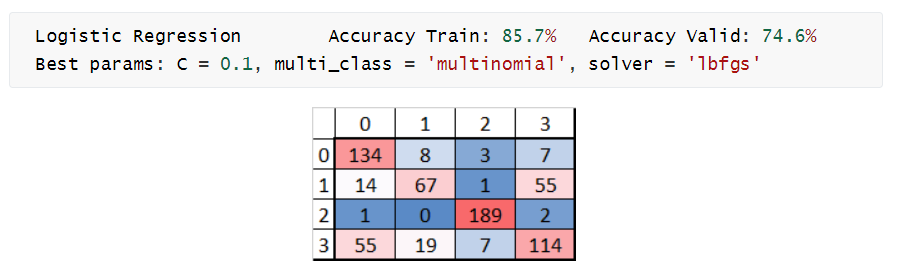 Logistic Regression Accuracy Train: 85.7% Accuracy Valid: 74.6%
Best params: C = 0.1, multi_class = 'multinomial', solver = 'lbfgs'
0 1 2 3
0 134 8 3 7
1 14 67 1 55
2 1 0 189 2
3 55 19 7 114